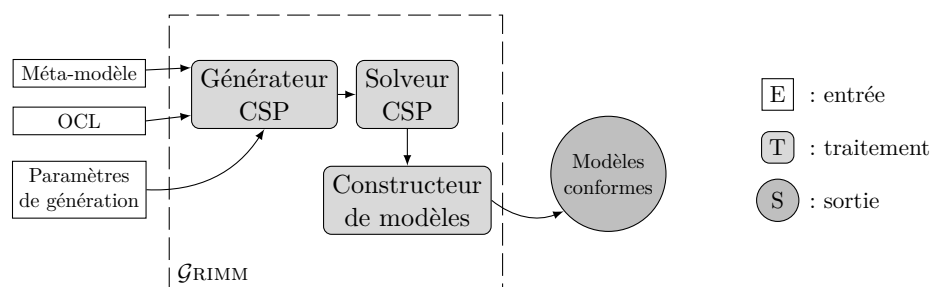 Méta-modèle
OCL
Paramètres
de génération
Générateur
CSP
Solveur
CSP
Constructeur
de modèles
GRIMM
Modèles
conformes
E : entrée
T : traitement
S : sortie